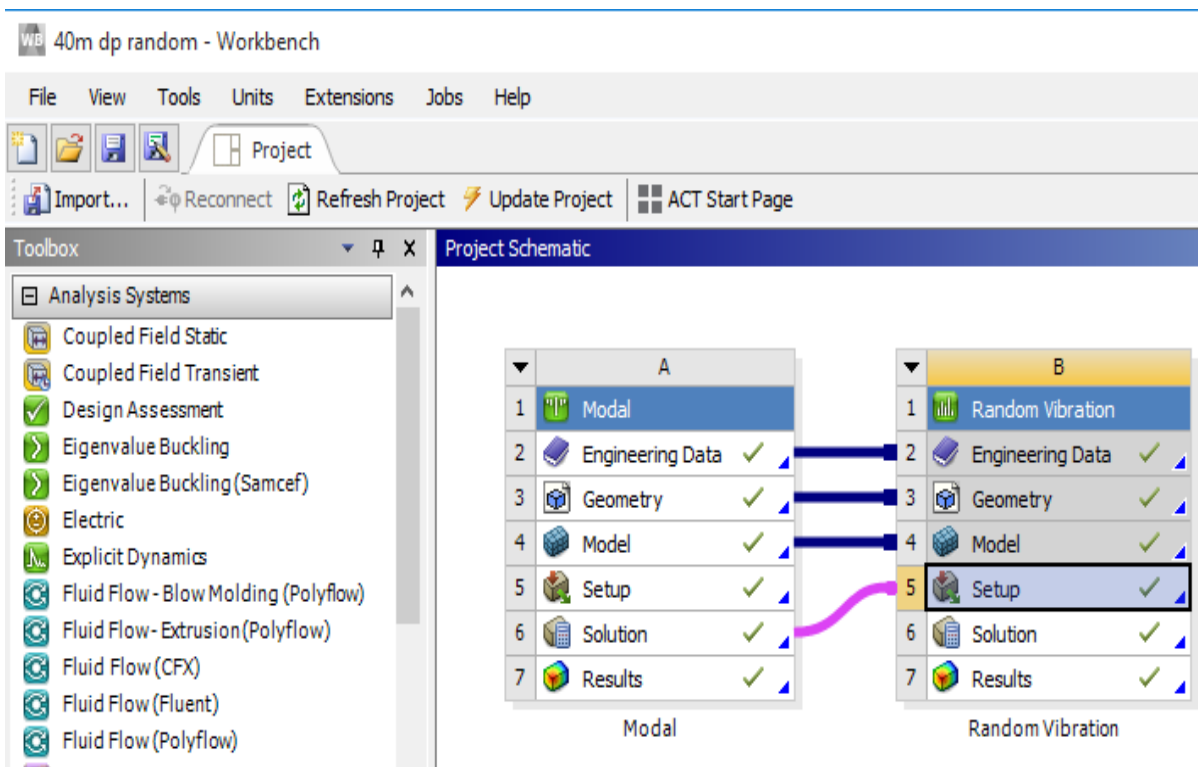 WB 40m dp random - Workbench
File View Tools Units Extensions Jobs Help
Project
Import... Reconnect Refresh Project Update Project ACT Start Page
Toolbox
Project Schematic
Analysis Systems
Coupled Field Static
Coupled Field Transient
Design Assessment
Eigenvalue Buckling
Eigenvalue Buckling (Samcef)
Electric
Explicit Dynamics
Fluid Flow - Blow Molding (Polyflow)
Fluid Flow - Extrusion (Polyflow)
Fluid Flow (CFX)
Fluid Flow (Fluent)
Fluid Flow (Polyflow)
A
1 Modal
2 Engineering Data
3 Geometry
4 Model
5 Setup
6 Solution
7 Results
Modal
B
1 Random Vibration
2 Engineering Data
3 Geometry
4 Model
5 Setup
6 Solution
7 Results
Random Vibration